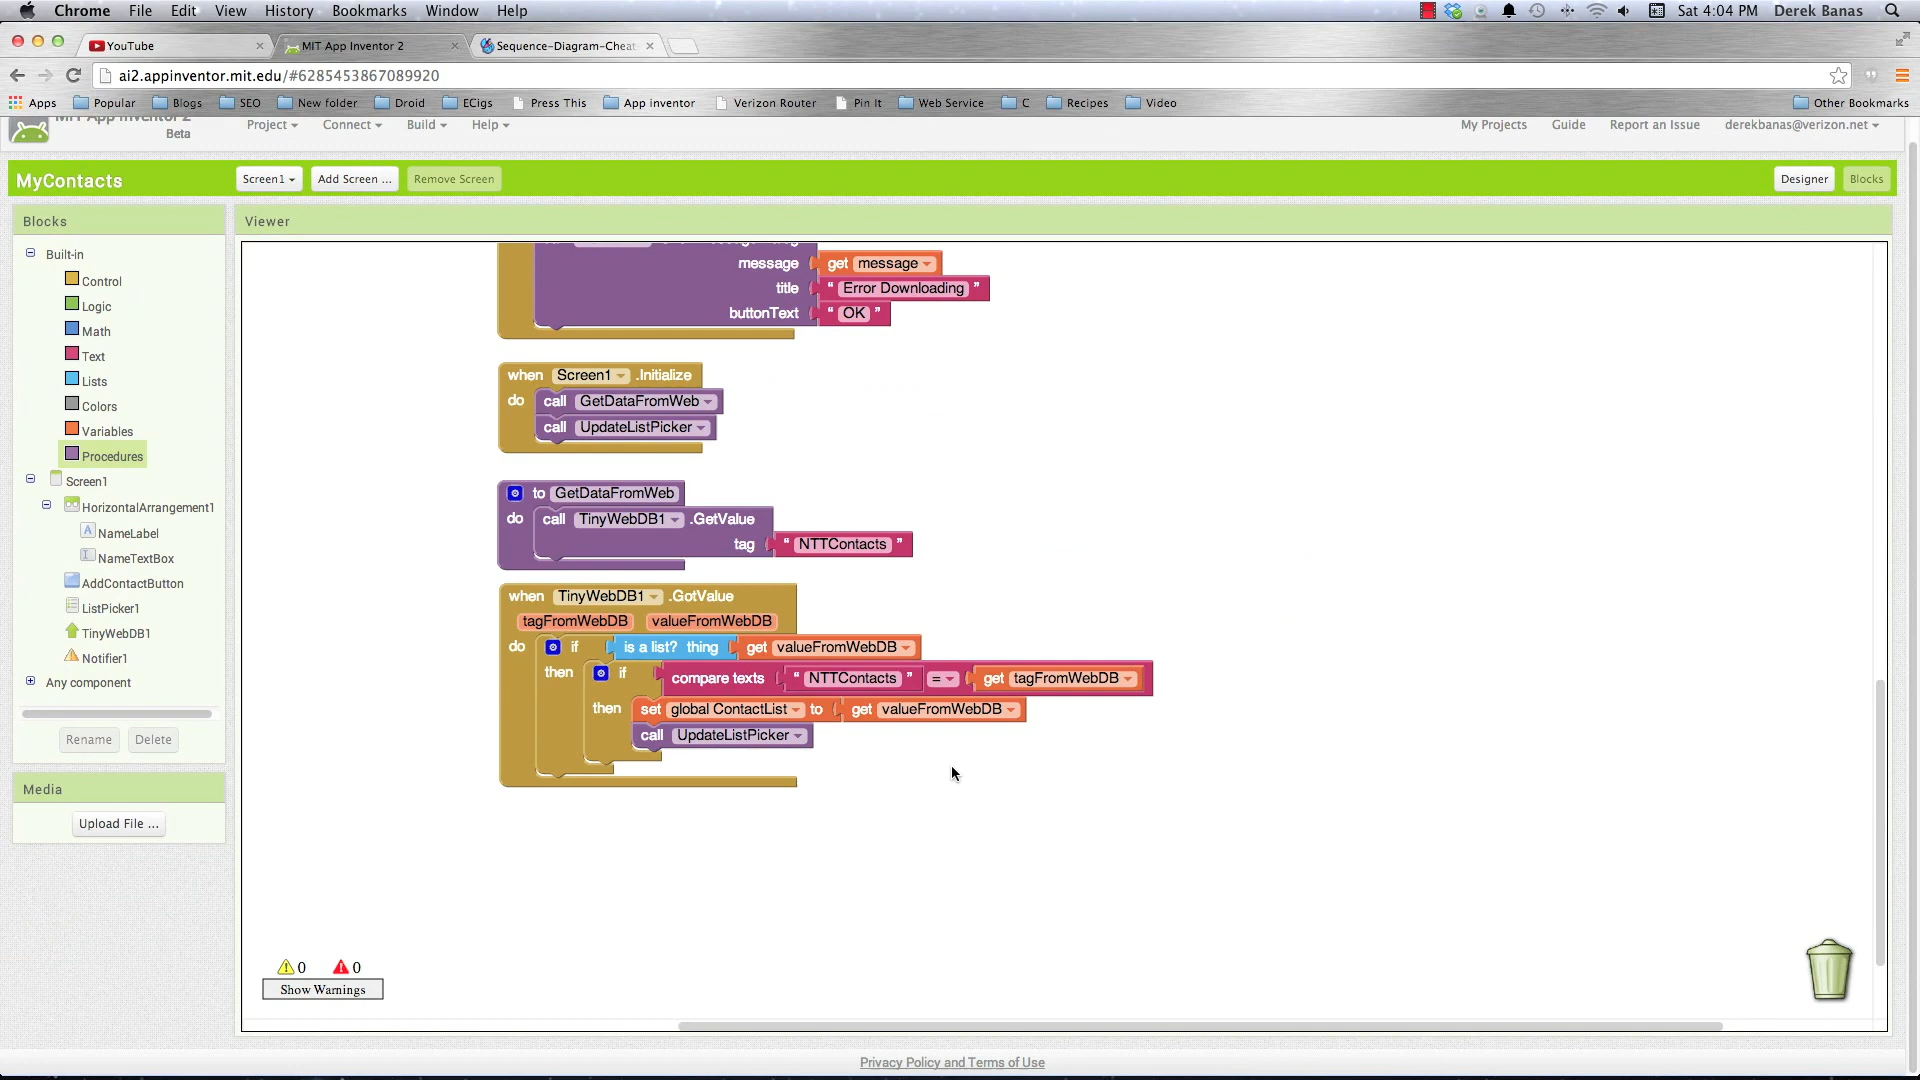 Chrome File Edit View History Bookmarks Window Help Sat 4:04 PM Derek Banas
YouTube MIT App Inventor 2 Sequence-Diagram-Cheat
ai2.appinventor.mit.edu/#6285453867089920
Apps Popular Blogs SEO New folder Droid ECigs Press This App inventor Verizon Router Pin It Web Service C Recipes Video Other Bookmarks
MIT App Inventor 2
Beta
Project Connect Build Help My Projects Guide Report an Issue derekbanas@verizon.net
MyContacts Screen1 Add Screen ... Remove Screen Designer Blocks
Blocks
Built-in
Control
Logic
Math
Text
Lists
Colors
Variables
Procedures
Screen1
HorizontalArrangement1
NameLabel
NameTextBox
AddContactButton
ListPicker1
TinyWebDB1
Notifier1
Any component
Rename Delete
Media
Upload File ...
Viewer
message get message
title " Error Downloading "
buttonText " OK "
when Screen1 .Initialize
do call GetDataFromWeb
call UpdateListPicker
to GetDataFromWeb
do call TinyWebDB1 .GetValue
tag " NTTContacts "
when TinyWebDB1 .GotValue
tagFromWebDB valueFromWebDB
do if is a list? thing get valueFromWebDB
then if compare texts " NTTContacts " = get tagFromWebDB
then set global ContactList to get valueFromWebDB
call UpdateListPicker
0 0
Show Warnings
Privacy Policy and Terms of Use